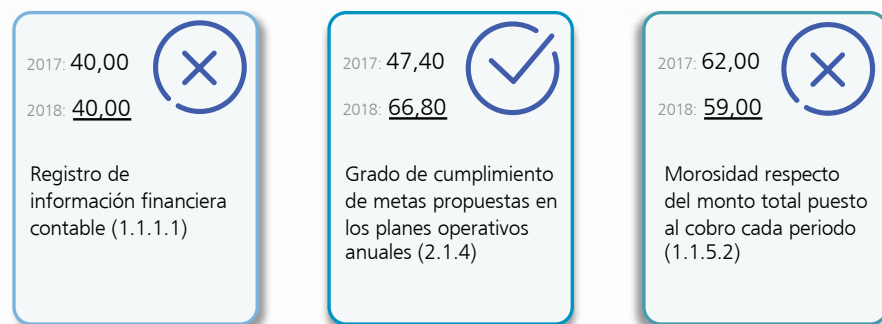 2017: 40,00
2018: 40,00
Registro de
información financiera
contable (1.1.1.1)
2017: 47,40
2018: 66,80
Grado de cumplimiento
de metas propuestas en
los planes operativos
anuales (2.1.4)
2017: 62,00
2018: 59,00
Morosidad respecto
del monto total puesto
al cobro cada periodo
(1.1.5.2)